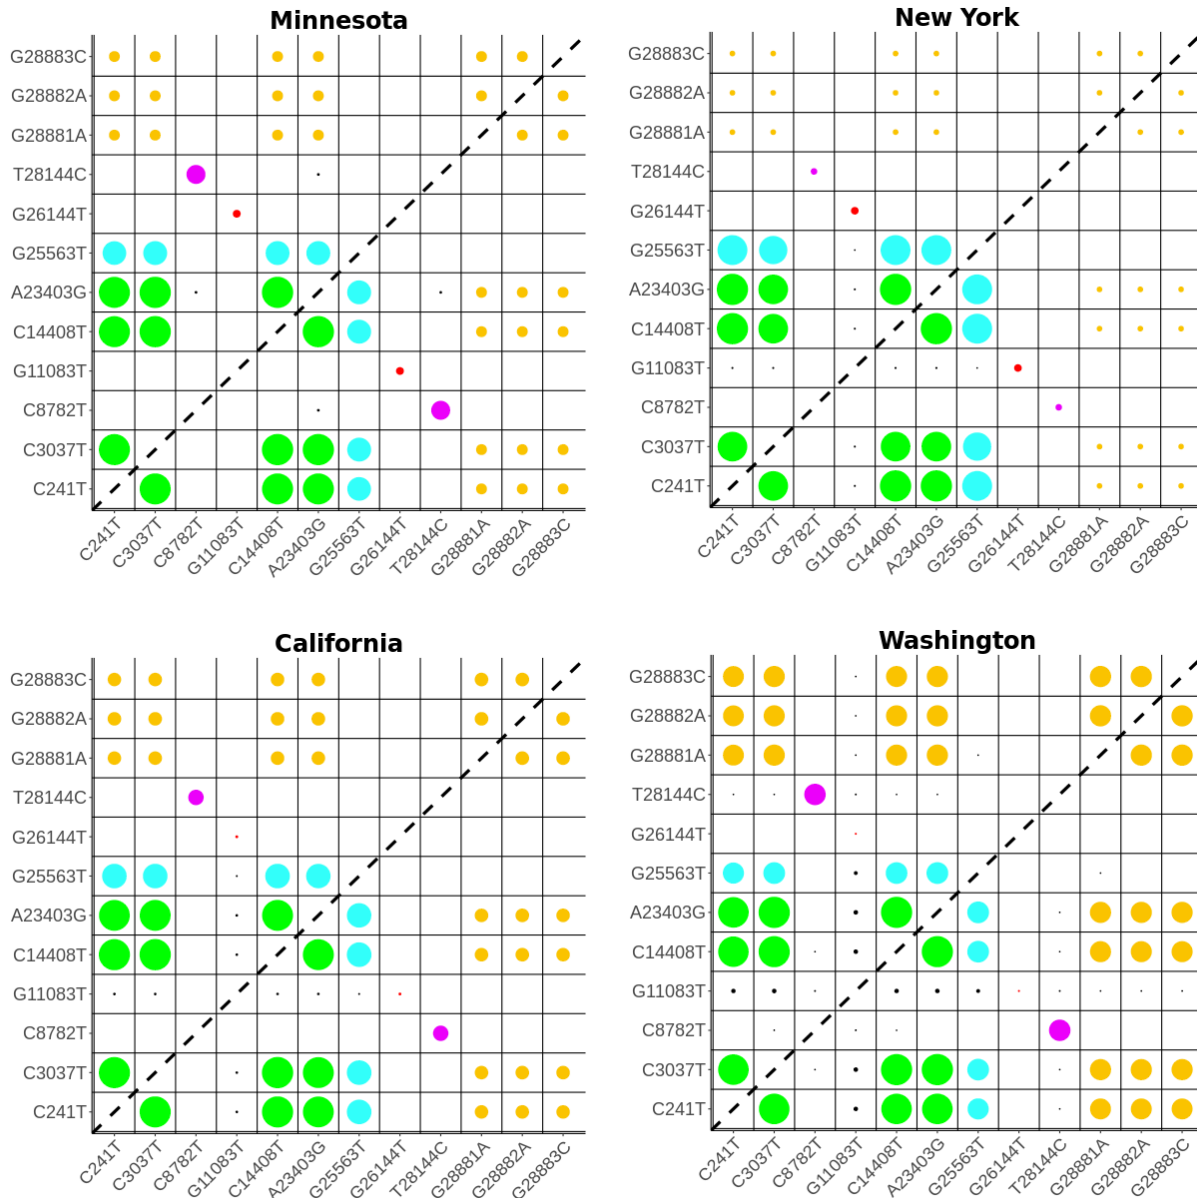 Minnesota
G28883C
G28882A
G28881A
T28144C
G26144T
G25563T
A23403G
C14408T
G11083T
C8782T
C3037T
C241T
C241T
C3037T
C8782T
G11083T
C14408T
A23403G
G25563T
G26144T
T28144C
G28881A
G28882A
G28883C
New York
G28883C
G28882A
G28881A
T28144C
G26144T
G25563T
A23403G
C14408T
G11083T
C8782T
C3037T
C241T
C241T
C3037T
C8782T
G11083T
C14408T
A23403G
G25563T
G26144T
T28144C
G28881A
G28882A
G28883C
California
G28883C
G28882A
G28881A
T28144C
G26144T
G25563T
A23403G
C14408T
G11083T
C8782T
C3037T
C241T
C241T
C3037T
C8782T
G11083T
C14408T
A23403G
G25563T
G26144T
T28144C
G28881A
G28882A
G28883C
Washington
G28883C
G28882A
G28881A
T28144C
G26144T
G25563T
A23403G
C14408T
G11083T
C8782T
C3037T
C241T
C241T
C3037T
C8782T
G11083T
C14408T
A23403G
G25563T
G26144T
T28144C
G28881A
G28882A
G28883C